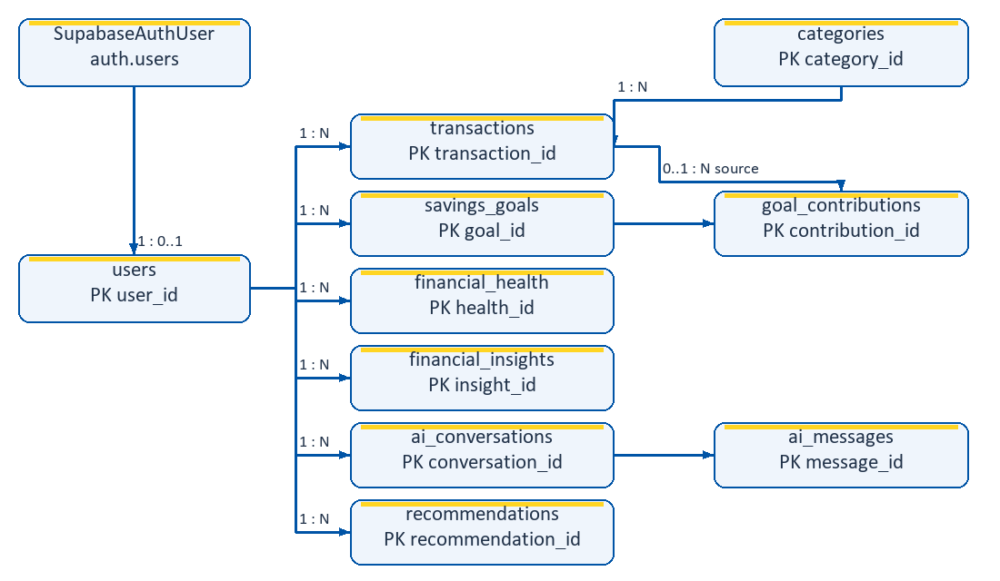 SupabaseAuthUser
auth.users
categories
PK category_id
1 : N
transactions
PK transaction_id
1 : N
0..1 : N source
savings_goals
PK goal_id
1 : N
goal_contributions
PK contribution_id
1 : 0..1
users
PK user_id
financial_health
PK health_id
1 : N
financial_insights
PK insight_id
1 : N
ai_conversations
PK conversation_id
1 : N
ai_messages
PK message_id
recommendations
PK recommendation_id
1 : N